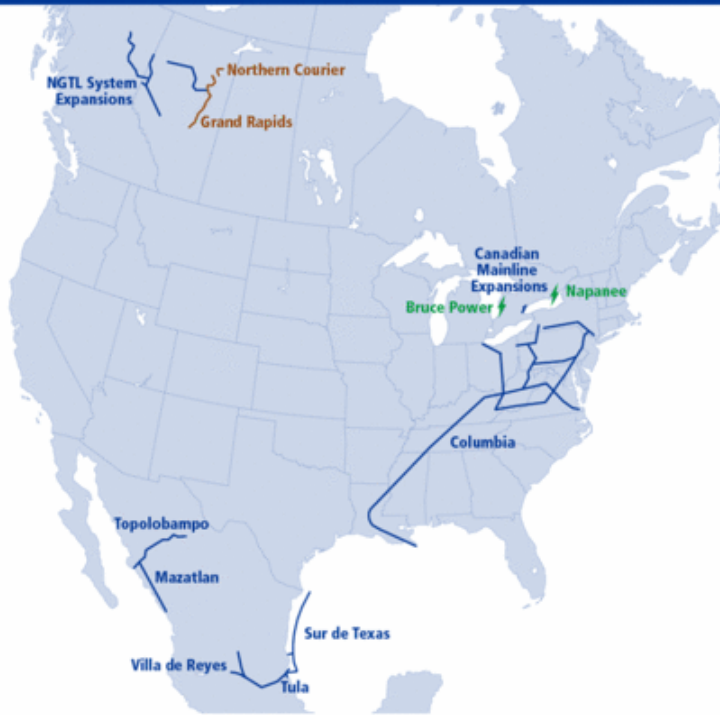 Northern Courier
NGTL System
Expansions
Grand Rapids
Canadian
Mainline
Expansions
Napanee
Bruce Power
Columbia
Topolobampo
Mazatlan
Sur de Texas
Villa de Reyes
Tula